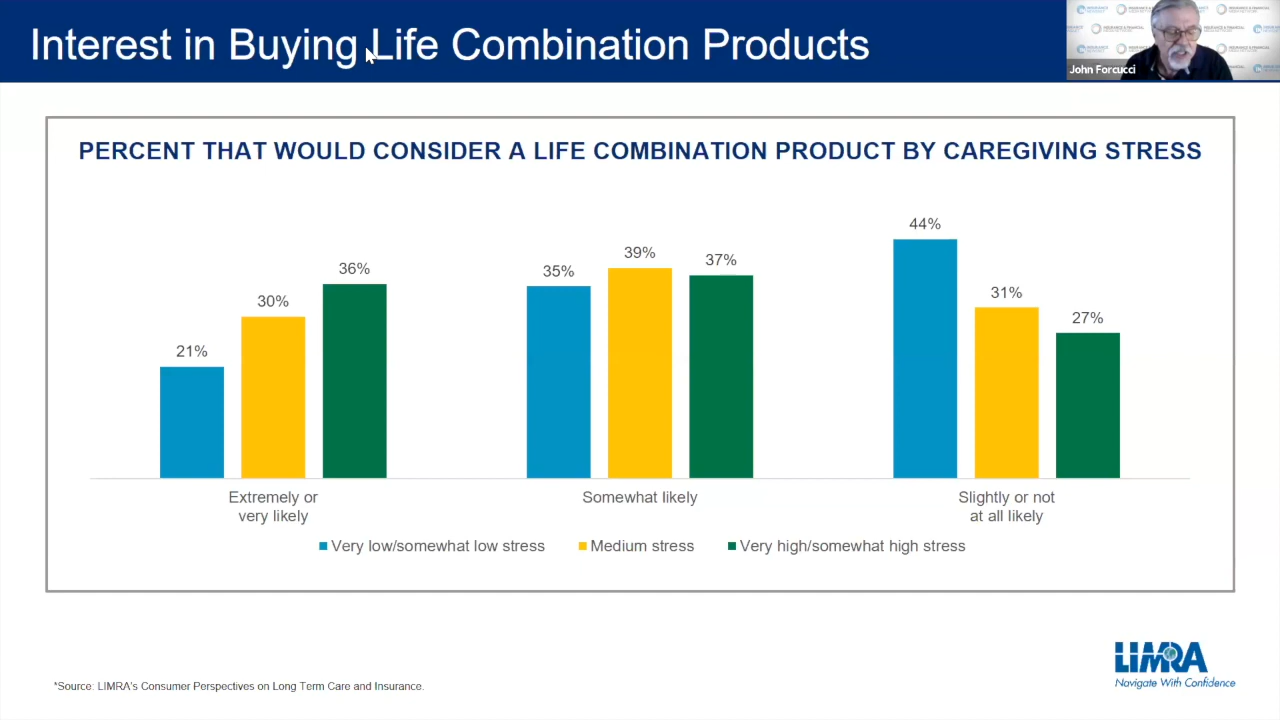 Interest in Buying Life Combination Products
John Forcucci
PERCENT THAT WOULD CONSIDER A LIFE COMBINATION PRODUCT BY CAREGIVING STRESS
44%
39%
37%
36%
35%
31%
30%
27%
21%
Extremely or
very likely
Somewhat likely
Slightly or not
at all likely
Very low/somewhat low stress
Medium stress
Very high/somewhat high stress
LIMRA
Navigate With Confidence
*Source: LIMRA's Consumer Perspectives on Long Term Care and Insurance.